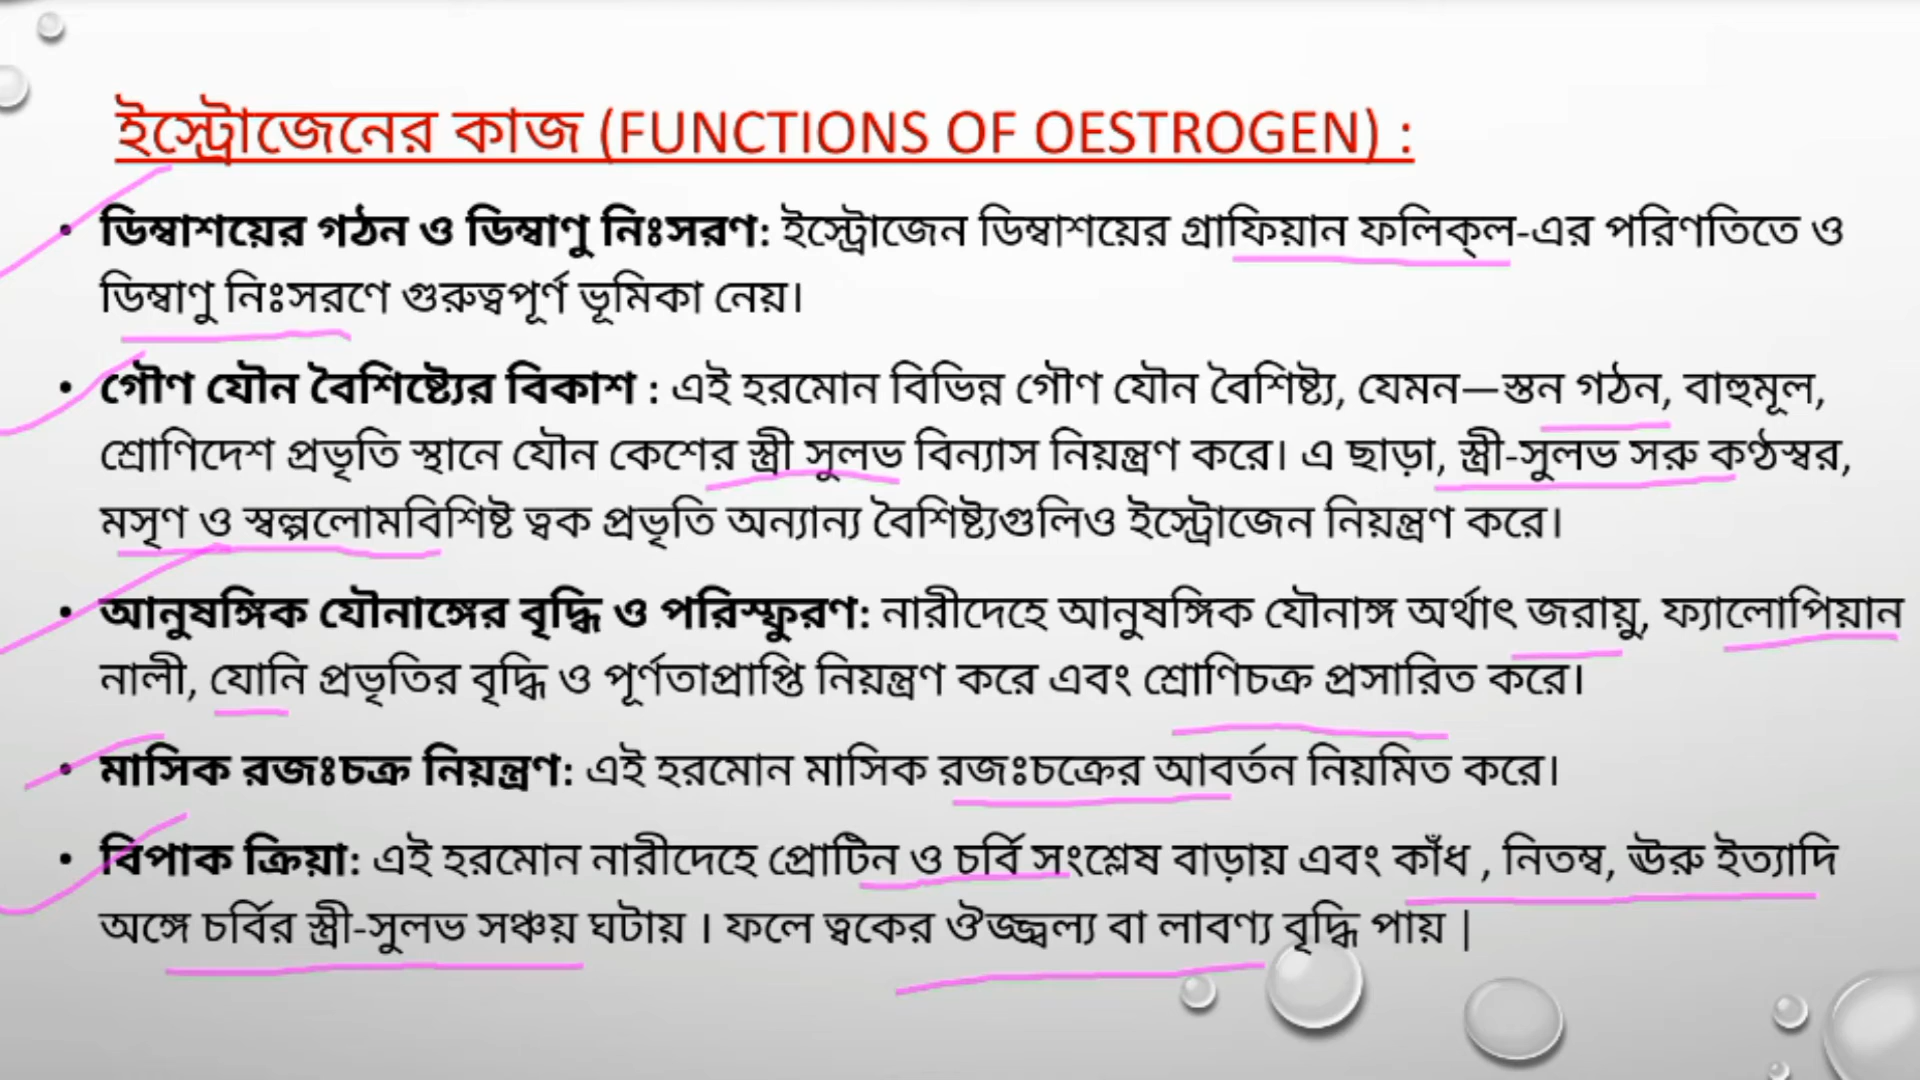 ইস্ট্রোজেনের কাজ (FUNCTIONS OF OESTROGEN) :
• ডিম্বাশয়ের গঠন ও ডিম্বাণু নিঃসরণ: ইস্ট্রোজেন ডিম্বাশয়ের গ্রাফিয়ান ফলিক্‌ল-এর পরিণতিতে ও
ডিম্বাণু নিঃসরণে গুরুত্বপূর্ণ ভূমিকা নেয়।
• গৌণ যৌন বৈশিষ্ট্যের বিকাশ : এই হরমোন বিভিন্ন গৌণ যৌন বৈশিষ্ট্য, যেমন—স্তন গঠন, বাহুমূল,
শ্রোণিদেশ প্রভৃতি স্থানে যৌন কেশের স্ত্রী সুলভ বিন্যাস নিয়ন্ত্রণ করে। এ ছাড়া, স্ত্রী-সুলভ সরু কণ্ঠস্বর,
মসৃণ ও স্বল্পলোমবিশিষ্ট ত্বক প্রভৃতি অন্যান্য বৈশিষ্ট্যগুলিও ইস্ট্রোজেন নিয়ন্ত্রণ করে।
• আনুষঙ্গিক যৌনাঙ্গের বৃদ্ধি ও পরিস্ফুরণ: নারীদেহে আনুষঙ্গিক যৌনাঙ্গ অর্থাৎ জরায়ু, ফ্যালোপিয়ান
নালী, যোনি প্রভৃতির বৃদ্ধি ও পূর্ণতাপ্রাপ্তি নিয়ন্ত্রণ করে এবং শ্রোণিচক্র প্রসারিত করে।
• মাসিক রজঃচক্র নিয়ন্ত্রণ: এই হরমোন মাসিক রজঃচক্রের আবর্তন নিয়মিত করে।
• বিপাক ক্রিয়া: এই হরমোন নারীদেহে প্রোটিন ও চর্বি সংশ্লেষ বাড়ায় এবং কাঁধ , নিতম্ব, ঊরু ইত্যাদি
অঙ্গে চর্বির স্ত্রী-সুলভ সঞ্চয় ঘটায় । ফলে ত্বকের ঔজ্জ্বল্য বা লাবণ্য বৃদ্ধি পায় |